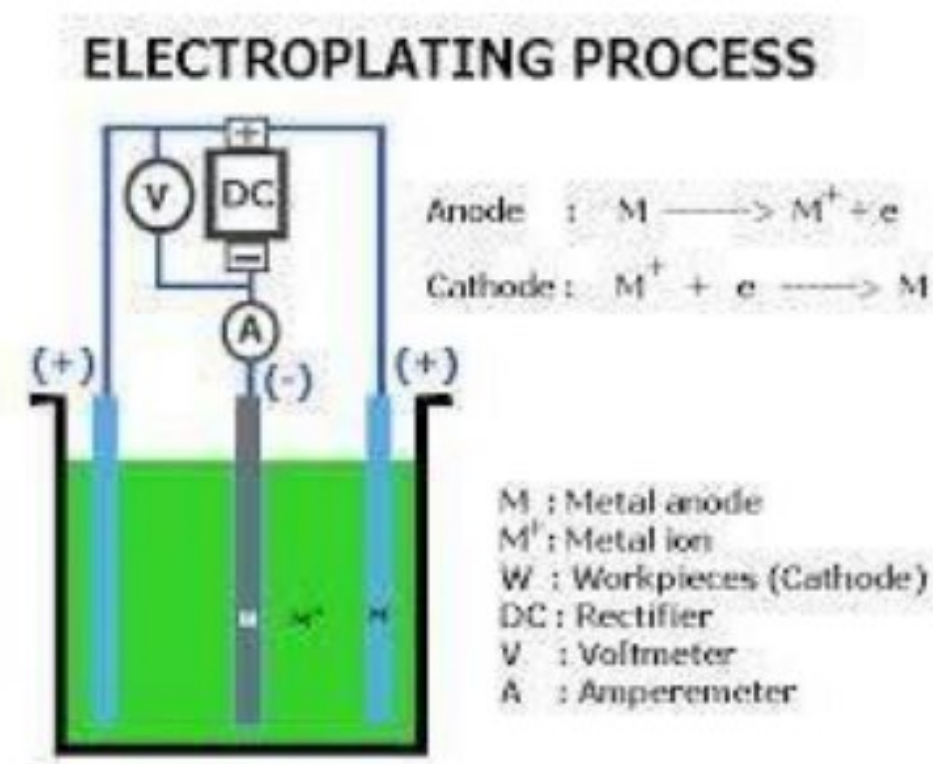 ELECTROPLATING PROCESS
+
V
DC
−
A
(+)
(-)
(+)
M⁺
M
Anode : M -----> M⁺ + e
Cathode : M⁺ + e -----> M
M : Metal anode
M⁺ : Metal ion
W : Workpieces (Cathode)
DC : Rectifier
V : Voltmeter
A : Amperemeter